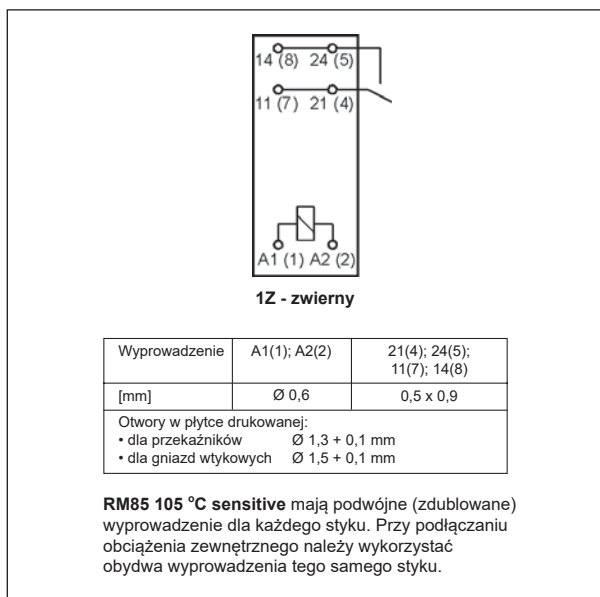 14 (8) 24 (5)
11 (7) 21 (4)
A1 (1) A2 (2)
1Z - zwierny
Wyprowadzenie A1(1); A2(2) 21(4); 24(5);
11(7); 14(8)
[mm] Ø 0,6 0,5 x 0,9
Otwory w płytce drukowanej:
• dla przekaźników Ø 1,3 + 0,1 mm
• dla gniazd wtykowych Ø 1,5 + 0,1 mm
RM85 105 °C sensitive mają podwójne (zdublowane)
wyprowadzenie dla każdego styku. Przy podłączaniu
obciążenia zewnętrznego należy wykorzystać
obydwa wyprowadzenia tego samego styku.